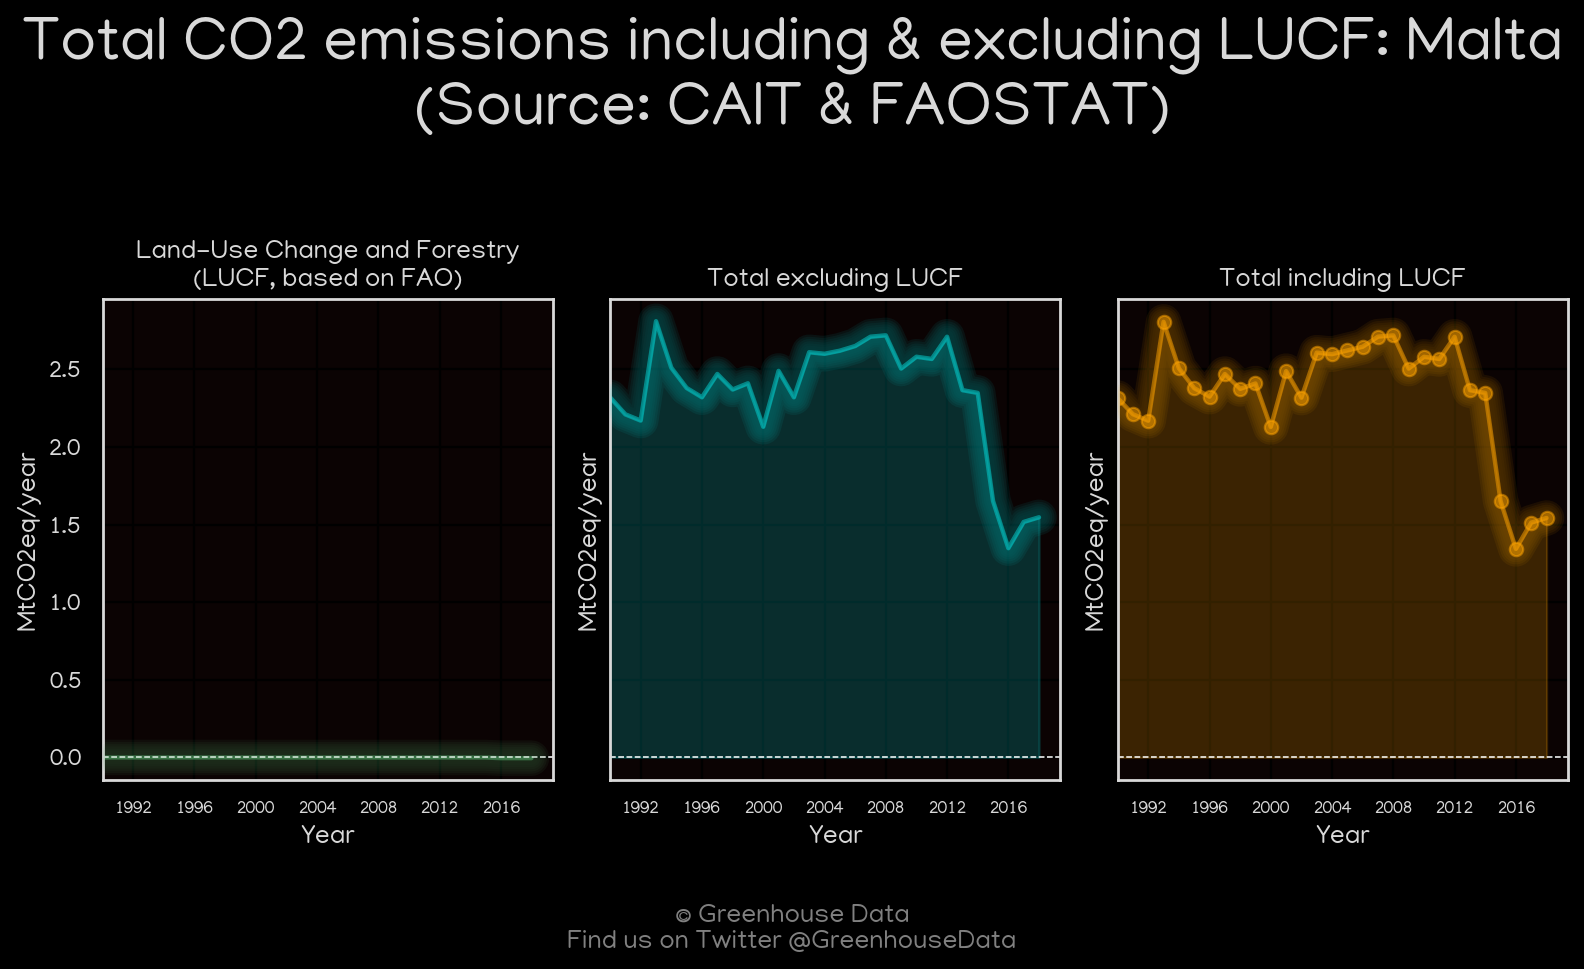 Total CO2 emissions including & excluding LUCF: Malta
(Source: CAIT & FAOSTAT)
Land-Use Change and Forestry
(LUCF, based on FAO)
Total excluding LUCF
Total including LUCF
MtCO2eq/year
2.5
2.0
1.5
1.0
0.5
0.0
1992 1996 2000 2004 2008 2012 2016
Year
MtCO2eq/year
1992 1996 2000 2004 2008 2012 2016
Year
MtCO2eq/year
1992 1996 2000 2004 2008 2012 2016
Year
© Greenhouse Data
Find us on Twitter @GreenhouseData